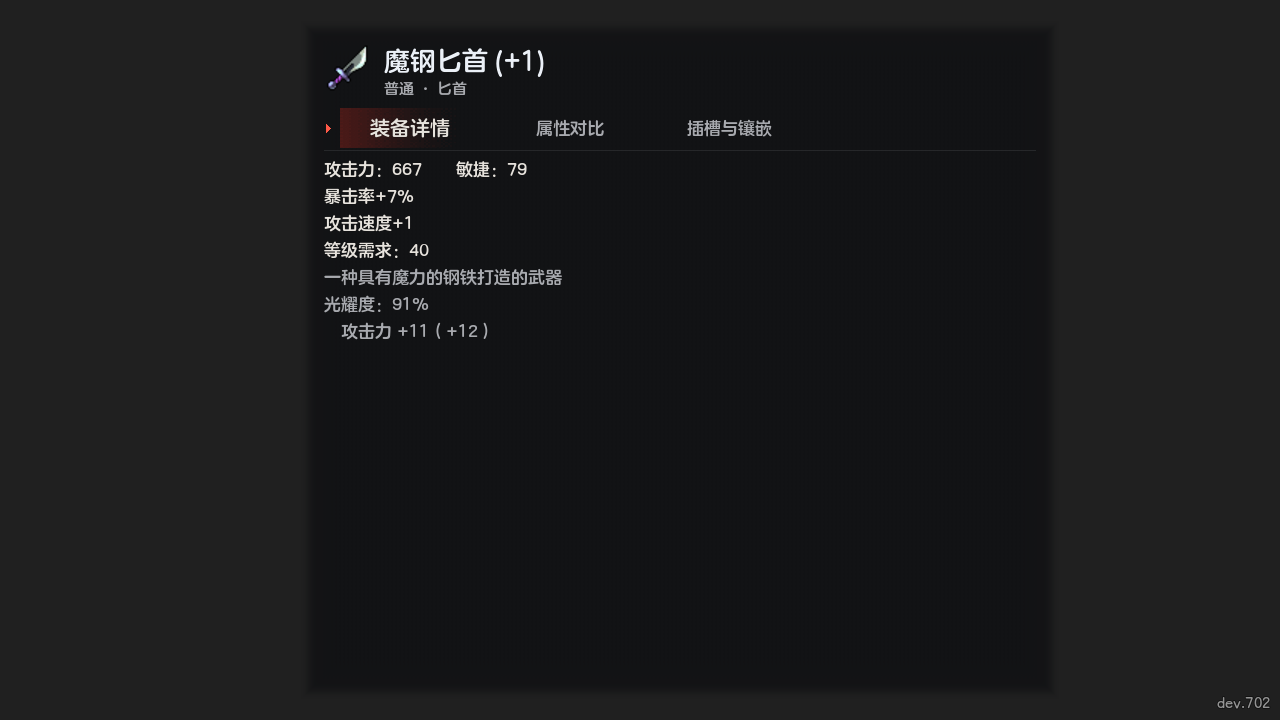 魔钢匕首 (+1)
普通 · 匕首
装备详情 属性对比 插槽与镶嵌
攻击力: 667 敏捷: 79
暴击率+7%
攻击速度+1
等级需求: 40
一种具有魔力的钢铁打造的武器
光耀度: 91%
攻击力 +11 ( +12 )
dev.702